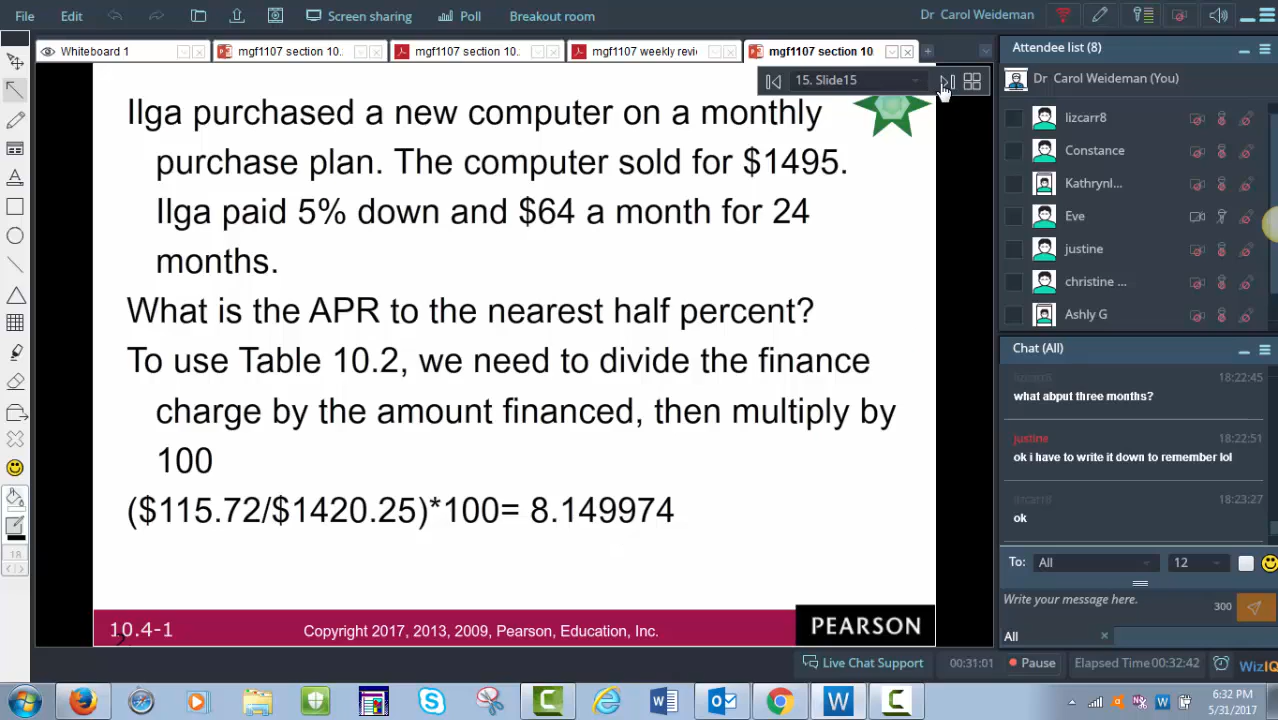 File
Edit
Screen sharing
Poll
Breakout room
Dr Carol Weideman
Whiteboard 1
mgf1107 section 10..
mgf1107 section 10..
mgf1107 weekly revi
mgf1107 section 10
Attendee list (8)
15. Slide15
Dr Carol Weideman (You)
lizcarr8
Constance
Kathrynl...
Eve
justine
christine ...
Ashly G
Ilga purchased a new computer on a monthly
purchase plan. The computer sold for $1495.
Ilga paid 5% down and $64 a month for 24
months.
What is the APR to the nearest half percent?
To use Table 10.2, we need to divide the finance
charge by the amount financed, then multiply by
100
($115.72/$1420.25)*100= 8.149974
10.4-1
Copyright 2017, 2013, 2009, Pearson, Education, Inc.
PEARSON
Chat (All)
lizcarr8
18:22:45
what abput three months?
justine
18:22:51
ok i have to write it down to remember lol
lizcarr8
18:23:27
ok
To:
All
12
Write your message here.
300
All
18
Live Chat Support
00:31:01
Pause
Elapsed Time 00:32:42
WizIQ
6:32 PM
5/31/2017